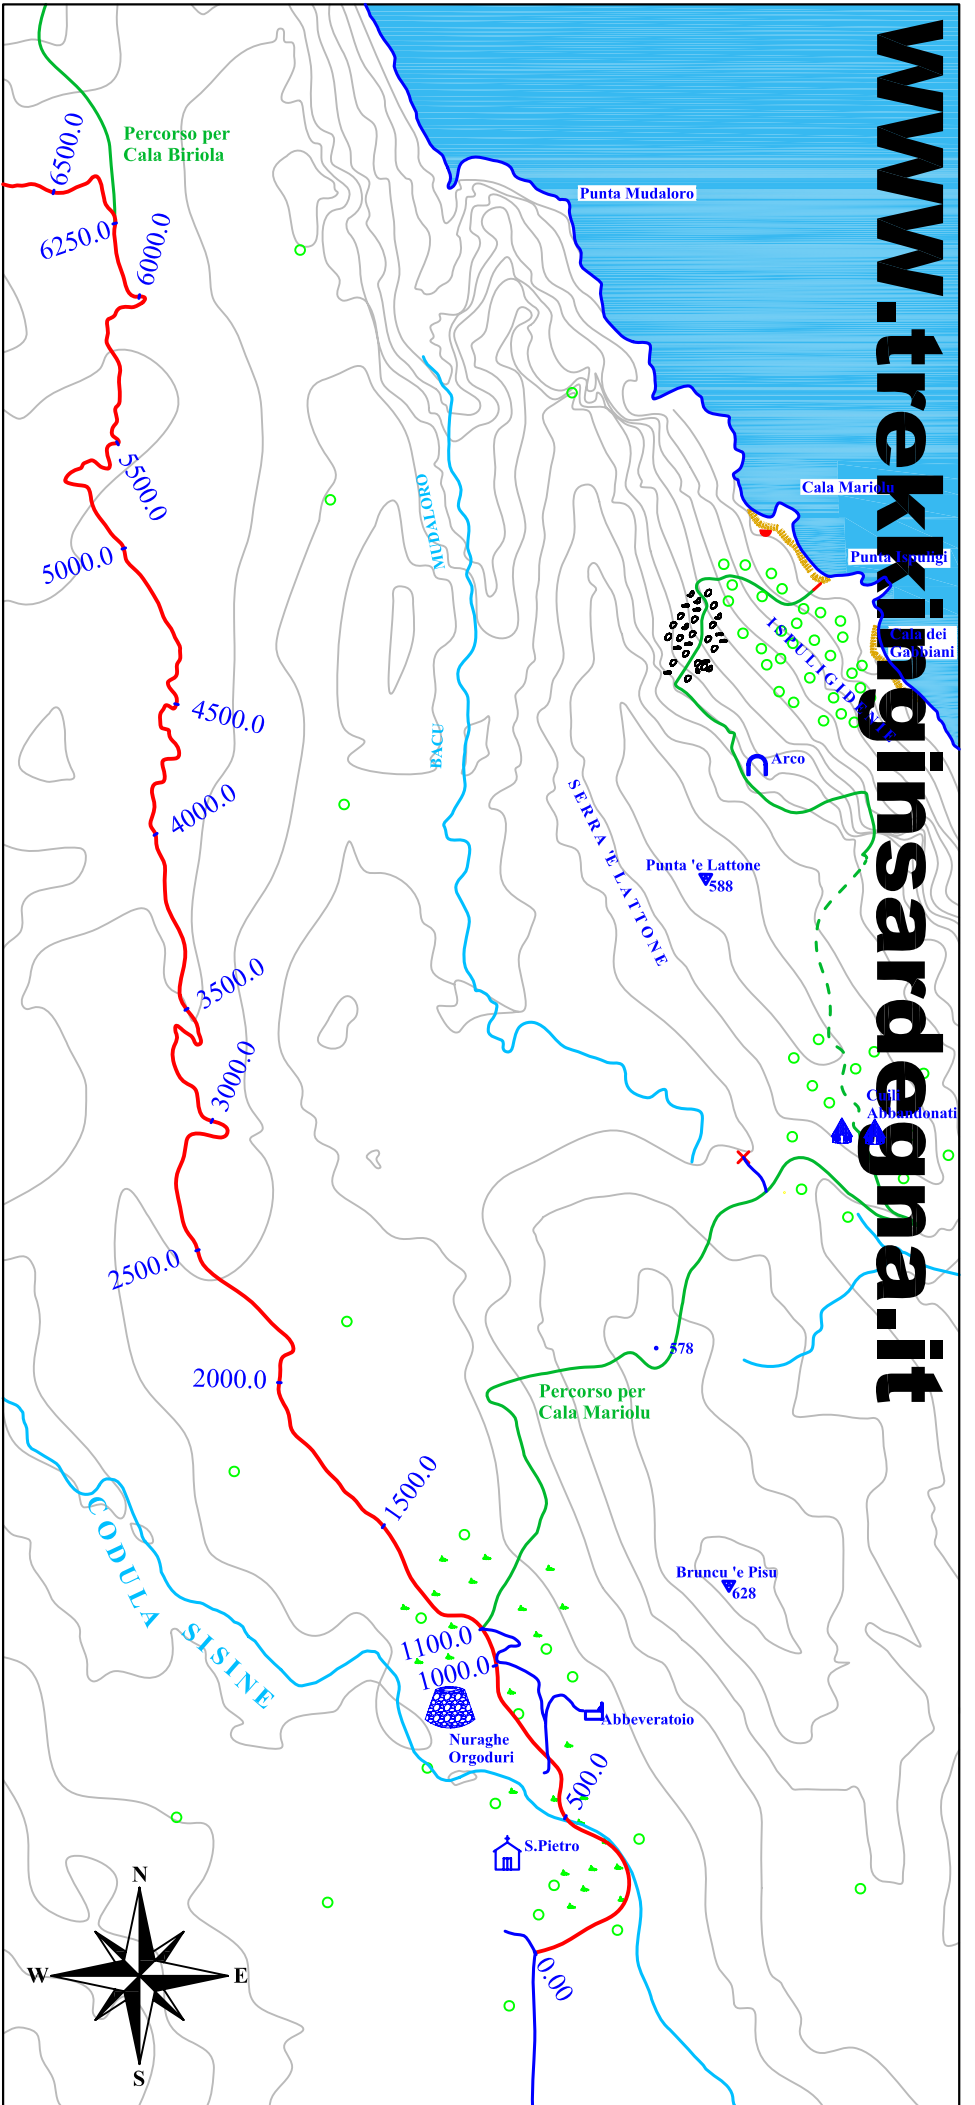 www.trekkinginsardegna.it
6500.0
Percorso per
Cala Biriola
Punta Mudaloro
6250.0
6000.0
5500.0
MUDALORO
Cala Mariolu
5000.0
Punta Ispuligi
Cala dei
Gabbiani
ISPULIGIDENIE
4500.0
BACU
Arco
4000.0
SERRA 'E LATTONE
Punta 'e Lattone
588
3500.0
3000.0
Cuili
Abbandonati
2500.0
578
2000.0
Percorso per
Cala Mariolu
1500.0
CODULA SISINE
Bruncu 'e Pisu
628
1100.0
1000.0
Abbeveratoio
Nuraghe
Orgoduri
500.0
S.Pietro
N
W
E
S
0.00